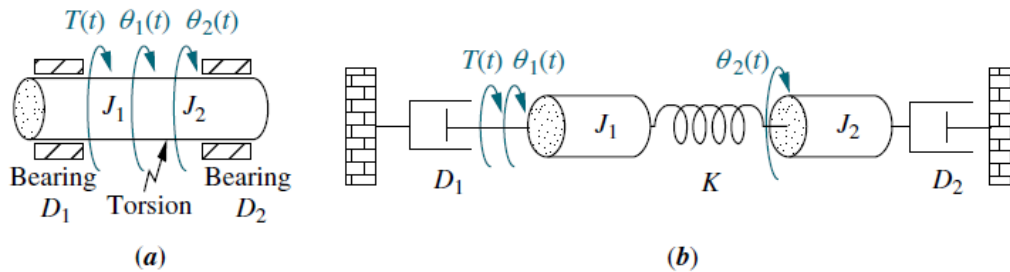 T(t) θ₁(t) θ₂(t)
J₁ J₂
Bearing Bearing
D₁ Torsion D₂
(a)
T(t) θ₁(t) θ₂(t)
J₁ J₂
D₁ K D₂
(b)